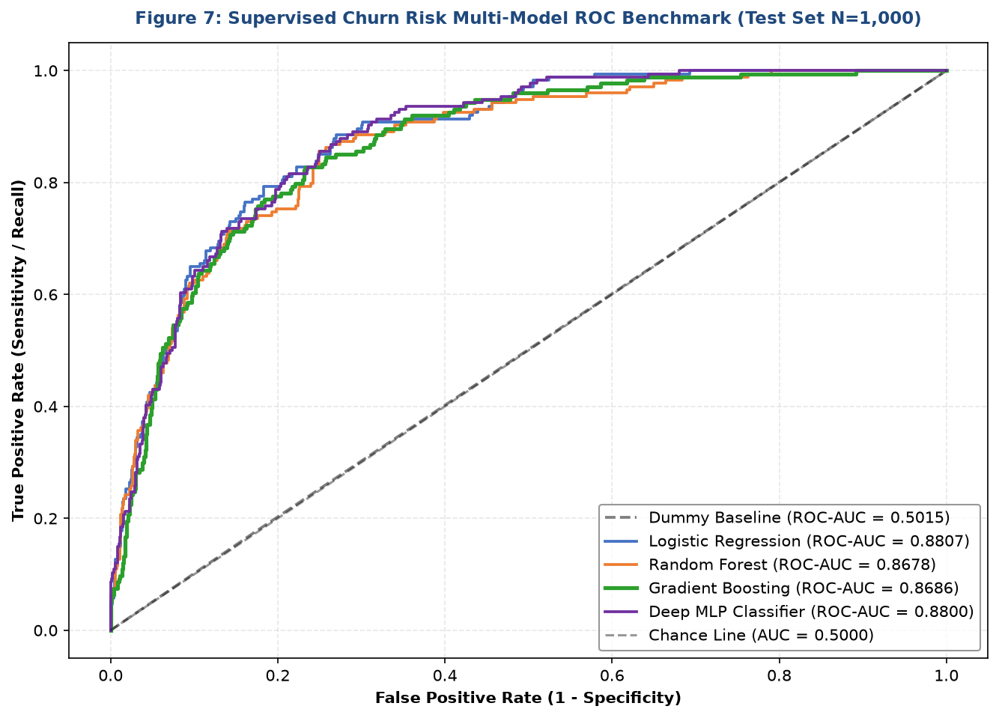 Figure 7: Supervised Churn Risk Multi-Model ROC Benchmark (Test Set N=1,000)
True Positive Rate (Sensitivity / Recall)
1.0
0.8
0.6
0.4
0.2
0.0
Dummy Baseline (ROC-AUC = 0.5015)
Logistic Regression (ROC-AUC = 0.8807)
Random Forest (ROC-AUC = 0.8678)
Gradient Boosting (ROC-AUC = 0.8686)
Deep MLP Classifier (ROC-AUC = 0.8800)
Chance Line (AUC = 0.5000)
0.0 0.2 0.4 0.6 0.8 1.0
False Positive Rate (1 - Specificity)